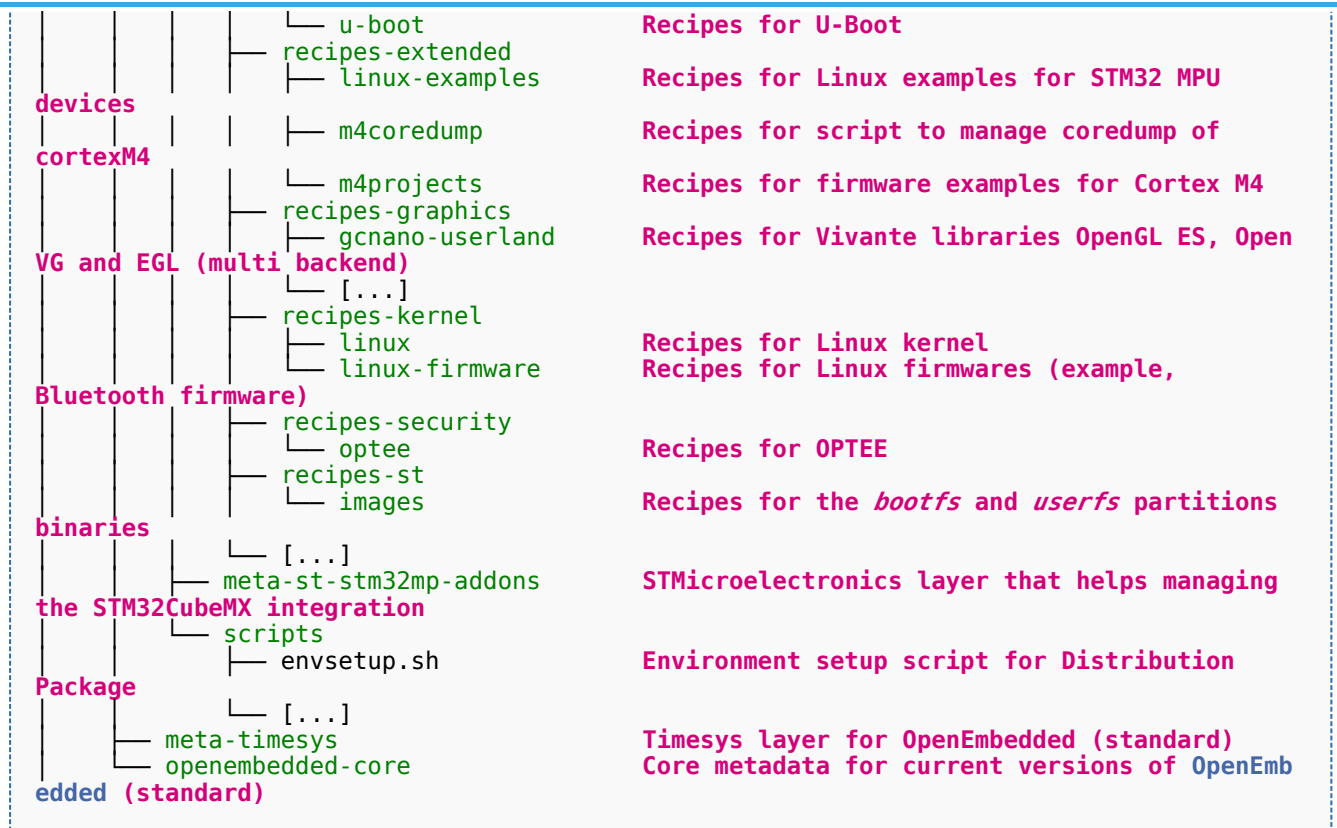 │    │    │    │    └── u-boot               Recipes for U-Boot
│    │    │    ├── recipes-extended
│    │    │    │    ├── linux-examples       Recipes for Linux examples for STM32 MPU
devices
│    │    │    │    ├── m4coredump           Recipes for script to manage coredump of
cortexM4
│    │    │    │    └── m4projects           Recipes for firmware examples for Cortex M4
│    │    │    ├── recipes-graphics
│    │    │    │    ├── gcnano-userland      Recipes for Vivante libraries OpenGL ES, Open
VG and EGL (multi backend)
│    │    │    │    └── [...]
│    │    │    ├── recipes-kernel
│    │    │    │    ├── linux                Recipes for Linux kernel
│    │    │    │    └── linux-firmware       Recipes for Linux firmwares (example,
Bluetooth firmware)
│    │    │    ├── recipes-security
│    │    │    │    └── optee                Recipes for OPTEE
│    │    │    ├── recipes-st
│    │    │    │    └── images               Recipes for the bootfs and userfs partitions
binaries
│    │    │    └── [...]
│    │    ├── meta-st-stm32mp-addons         STMicroelectronics layer that helps managing
the STM32CubeMX integration
│    │    └── scripts
│    │         ├── envsetup.sh               Environment setup script for Distribution
Package
│    │         └── [...]
│    ├── meta-timesys                        Timesys layer for OpenEmbedded (standard)
│    └── openembedded-core                   Core metadata for current versions of OpenEmb
edded (standard)